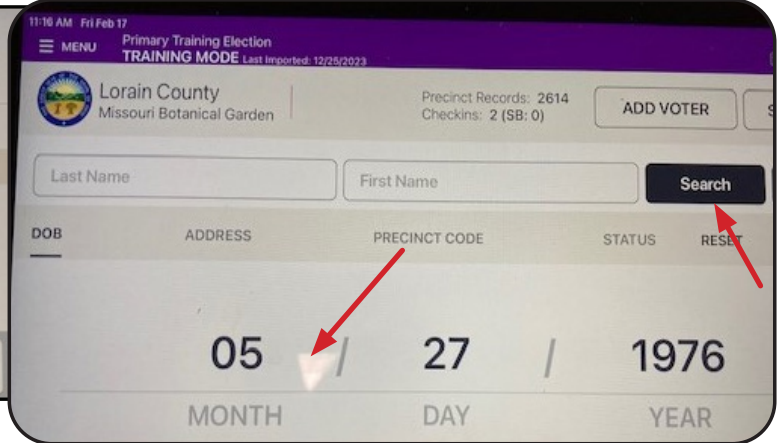 11:16 AM Fri Feb 17
MENU
Primary Training Election
TRAINING MODE Last Imported: 12/25/2023
Lorain County
Missouri Botanical Garden
Precinct Records: 2614
Checkins: 2 (SB: 0)
ADD VOTER
S
Last Name
First Name
Search
DOB
ADDRESS
PRECINCT CODE
STATUS
RESET
05 / 27 / 1976
MONTH
DAY
YEAR